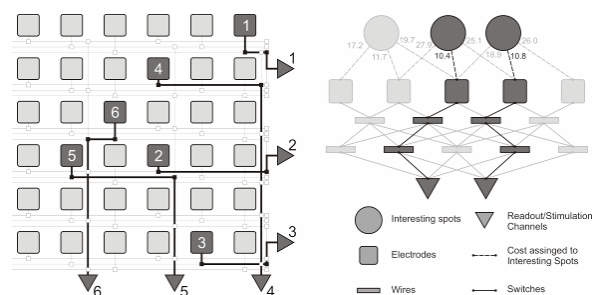 1
1
4
6
5
2
2
3
3
6
5
4
17.2
19.7
11.7
27.9
25.1
10.4
18.9
10.8
26.0
Interesting spots
Readout/Stimulation
Channels
Electrodes
Cost assinged to
Interesting Spots
Wires
Switches